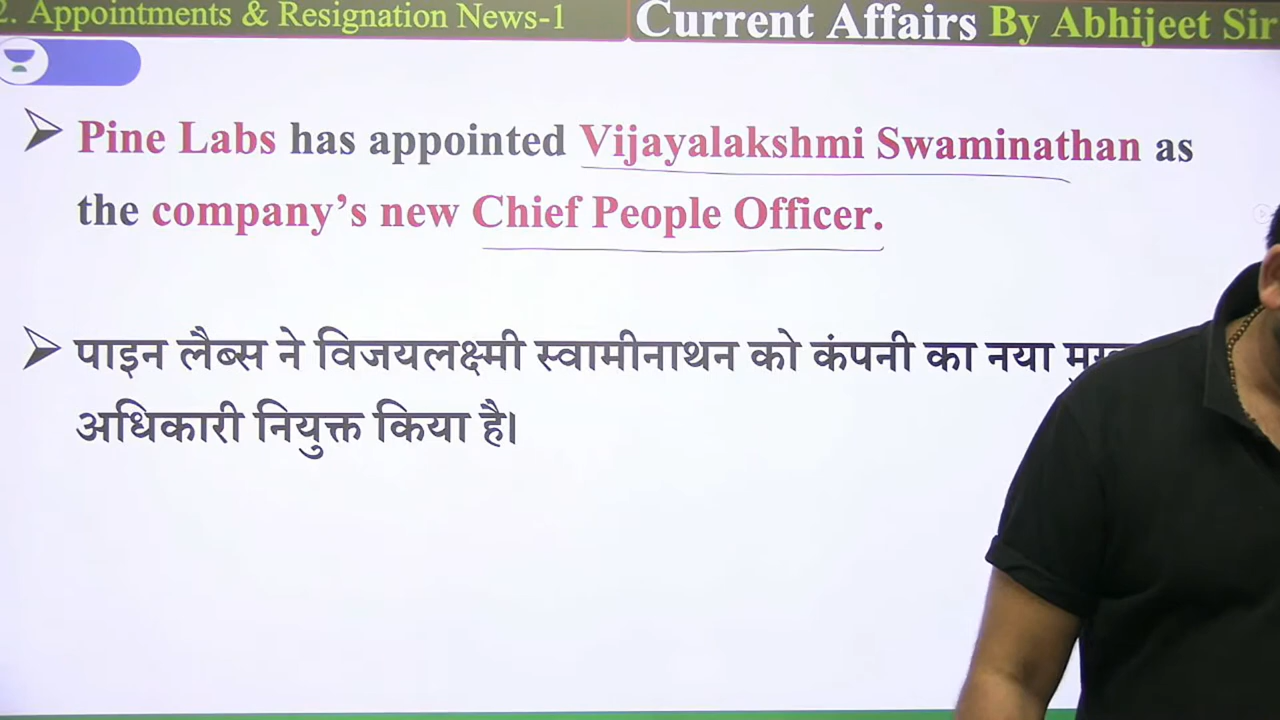 2. Appointments & Resignation News-1
Current Affairs By Abhijeet Sir
Pine Labs has appointed Vijayalakshmi Swaminathan as
the company's new Chief People Officer.
पाइन लैब्स ने विजयलक्ष्मी स्वामीनाथन को कंपनी का नया
अधिकारी नियुक्त किया है।